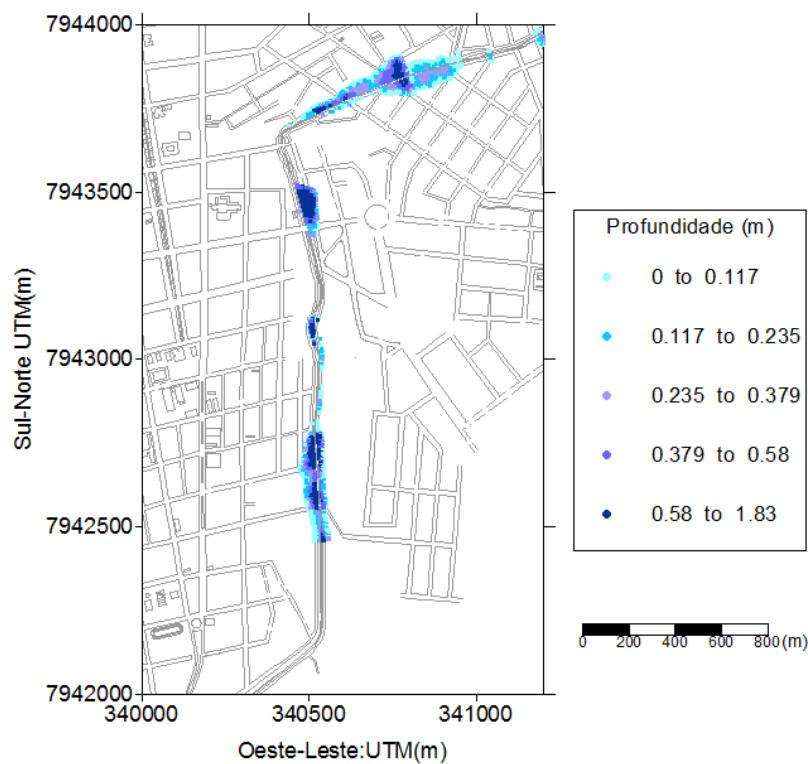 7944000
7943500
7943000
7942500
7942000
Sul-Norte UTM(m)
340000 340500 341000
Oeste-Leste:UTM(m)
Profundidade (m)
0 to 0.117
0.117 to 0.235
0.235 to 0.379
0.379 to 0.58
0.58 to 1.83
0 200 400 600 800(m)